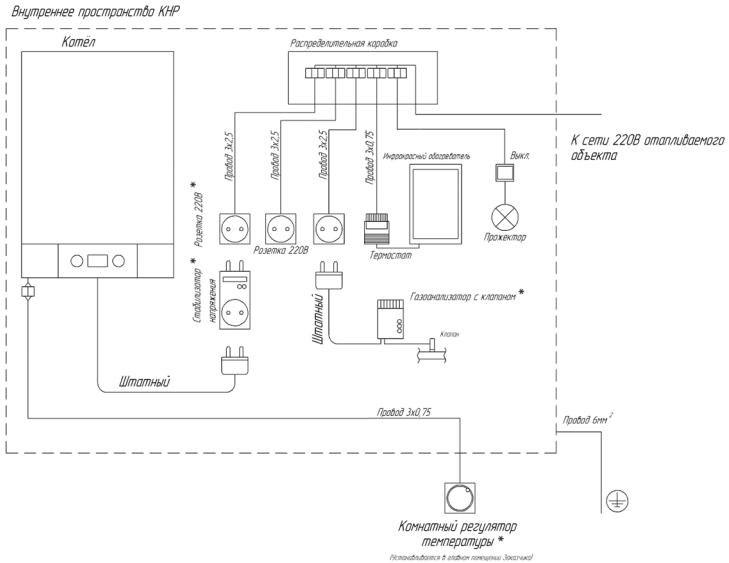 Внутреннее пространство КНР
Котёл
Распределительная коробка
К сети 220В отапливаемого
объекта
Провод 3х2,5
Провод 3х2,5
Провод 3х2,5
Провод 3х0,75
Инфракрасный обогреватель
Выкл.
Розетка 220В *
Розетка 220В
Термостат
Прожектор
Стабилизатор *
напряжения
Штатный
Газоанализатор с клапаном *
Клапан
Штатный
Провод 3х0,75
Провод 6мм²
Комнатный регулятор
температуры *
(Устанавливается в главном помещении Заказчика)